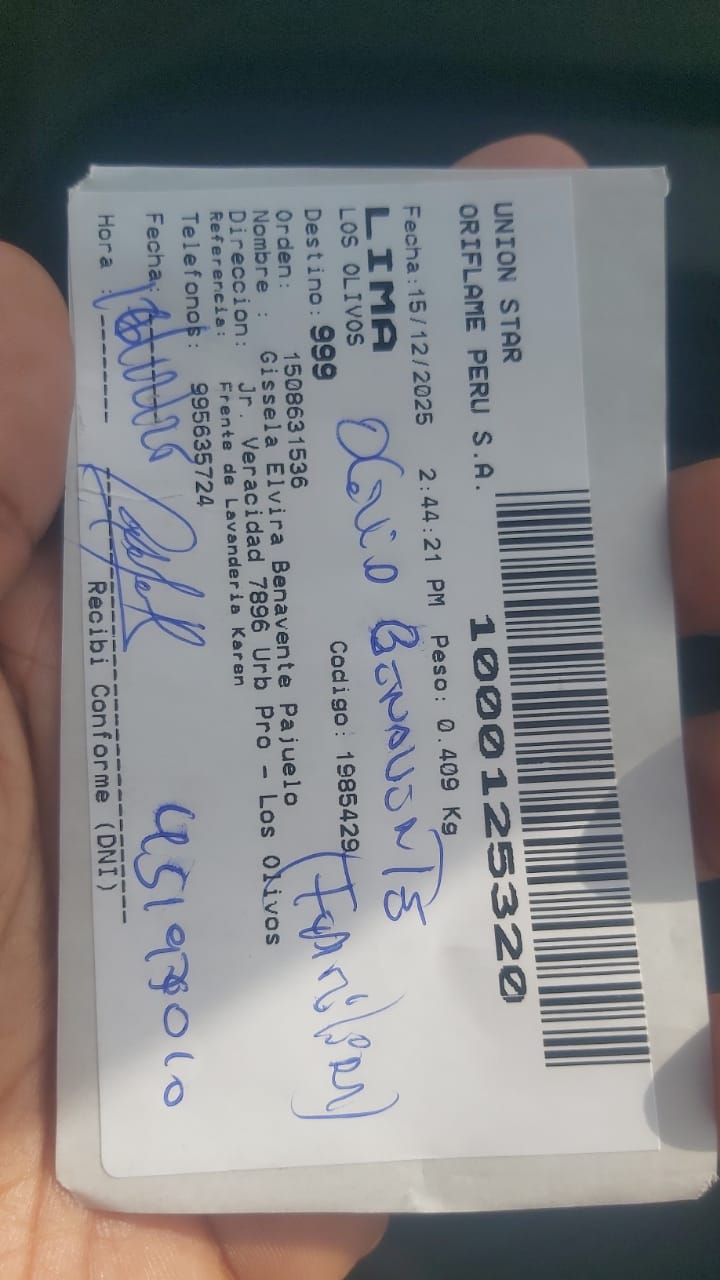 UNION STAR
ORIFLAME PERU S.A.
1000125320
Fecha:15/12/2025 2:44:21 PM Peso: 0.409 Kg
LIMA
LOS OLIVOS
Benavente
Destino: 999 Codigo: 1985429
(Familiar)
Orden: 1508631536
Nombre : Gissela Elvira Benavente Pajuelo
Direccion: Jr. Veracidad 7896 Urb Pro - Los Olivos
Referencia: Frente de Lavanderia Karen
Telefonos: 995635724
Fecha:
Hora :
Recibi Conforme (DNI)